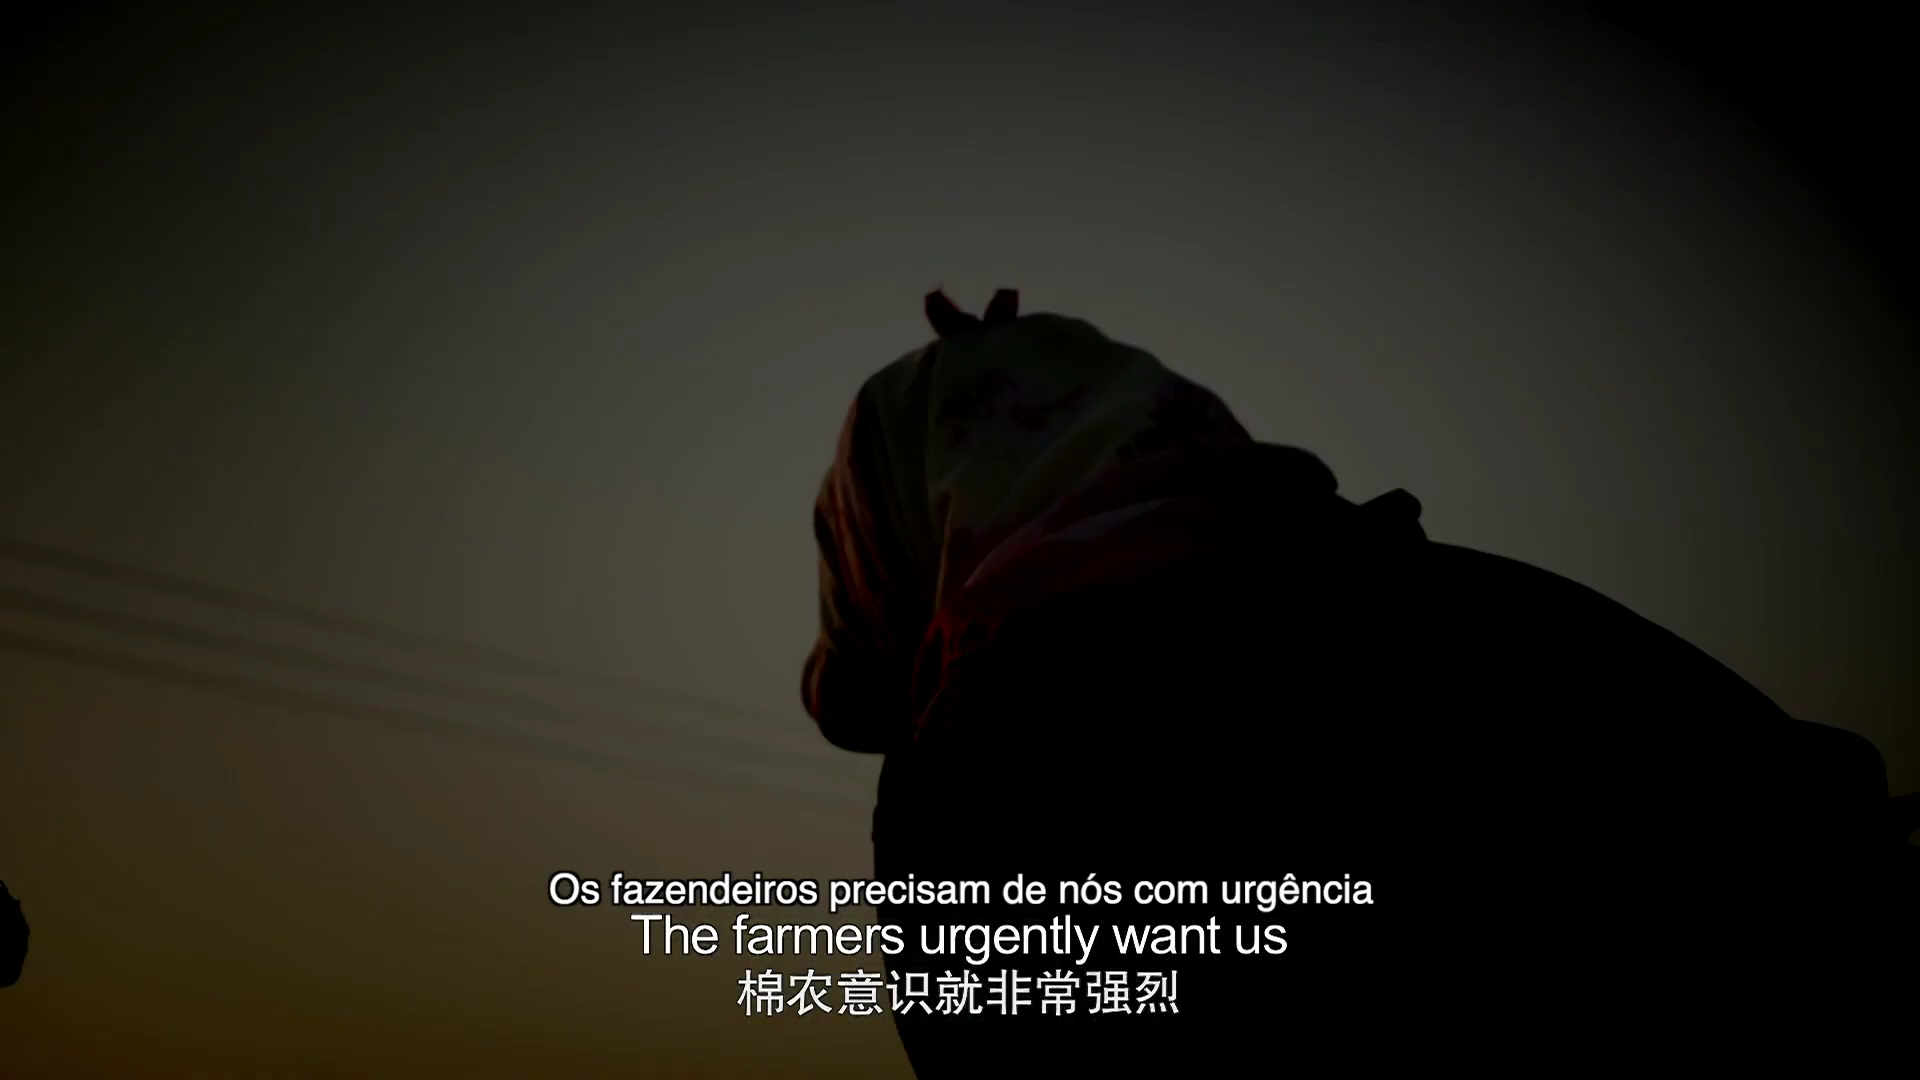 Os fazendeiros precisam de nós com urgência
The farmers urgently want us
棉农意识就非常强烈